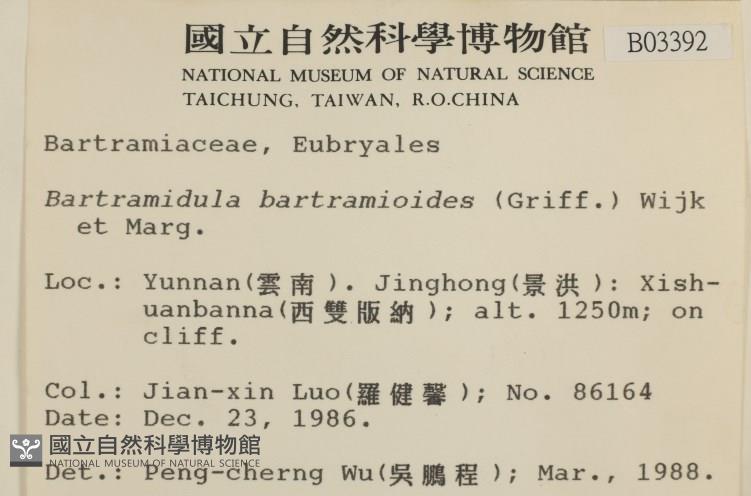 國立自然科學博物館
B03392
NATIONAL MUSEUM OF NATURAL SCIENCE
TAICHUNG, TAIWAN, R.O.CHINA
Bartramiaceae, Eubryales
Bartramidula bartramioides (Griff.) Wijk
et Marg.
Loc.: Yunnan(雲南). Jinghong(景洪): Xish-
uanbanna(西雙版納); alt. 1250m; on
cliff.
Col.: Jian-xin Luo(羅健馨); No. 86164
Date: Dec. 23, 1986.
國立自然科學博物館
NATIONAL MUSEUM OF NATURAL SCIENCE
Det.: Peng-cherng Wu(吳鵬程); Mar., 1988.